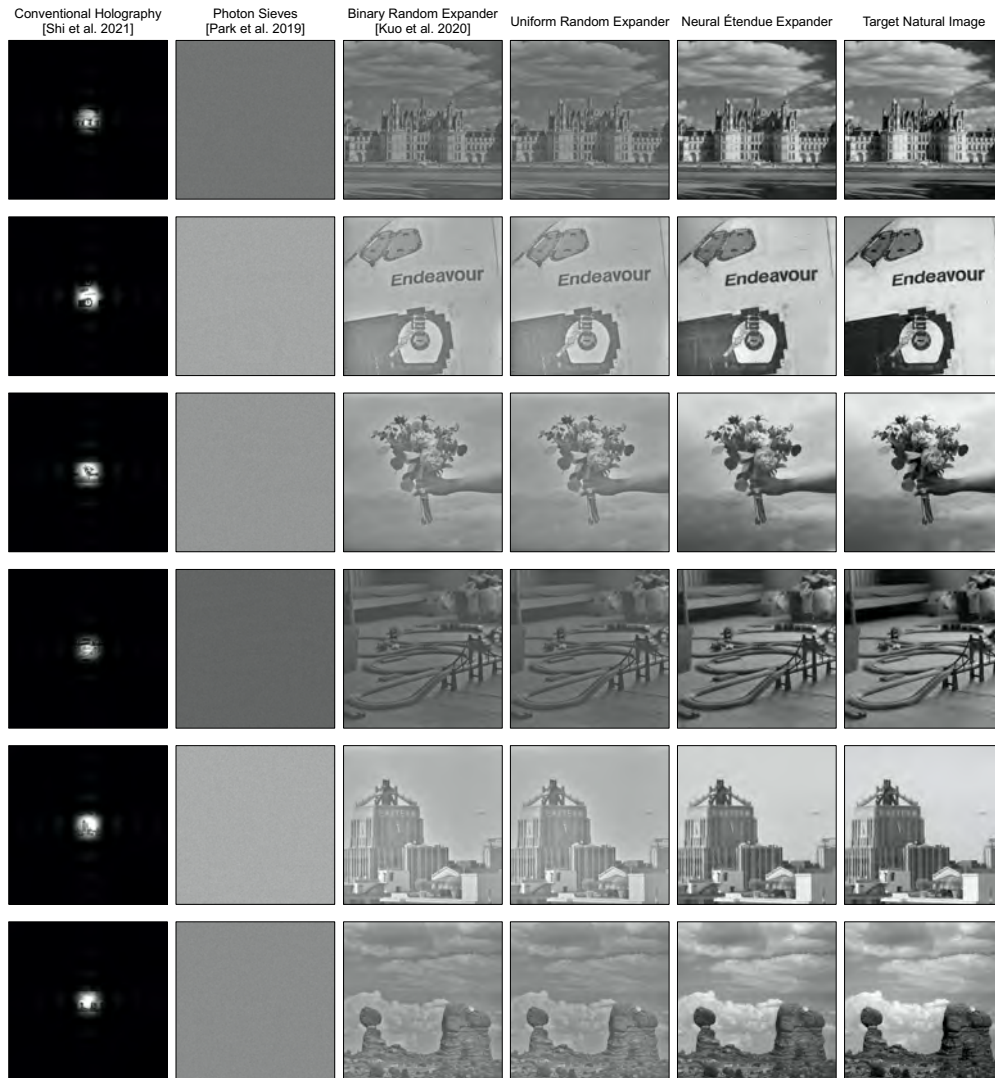 Conventional Holography
[Shi et al. 2021]
Photon Sieves
[Park et al. 2019]
Binary Random Expander
[Kuo et al. 2020]
Uniform Random Expander
Neural Étendue Expander
Target Natural Image
Endeavour
Endeavour
Endeavour
Endeavour